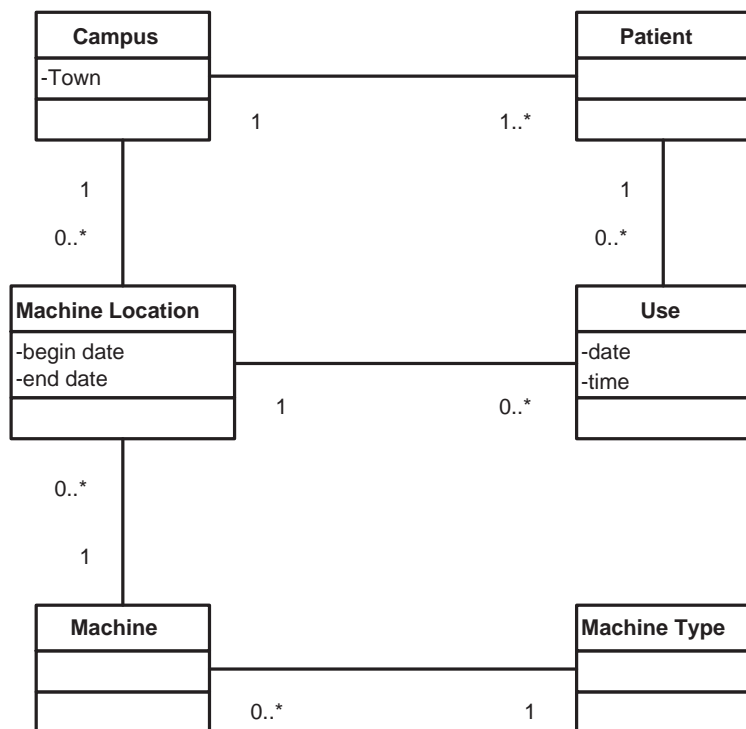 Campus
Patient
-Town
1
1..*
1
1
0..*
0..*
Machine Location
Use
-begin date
-end date
-date
-time
1
0..*
0..*
1
Machine
Machine Type
0..*
1